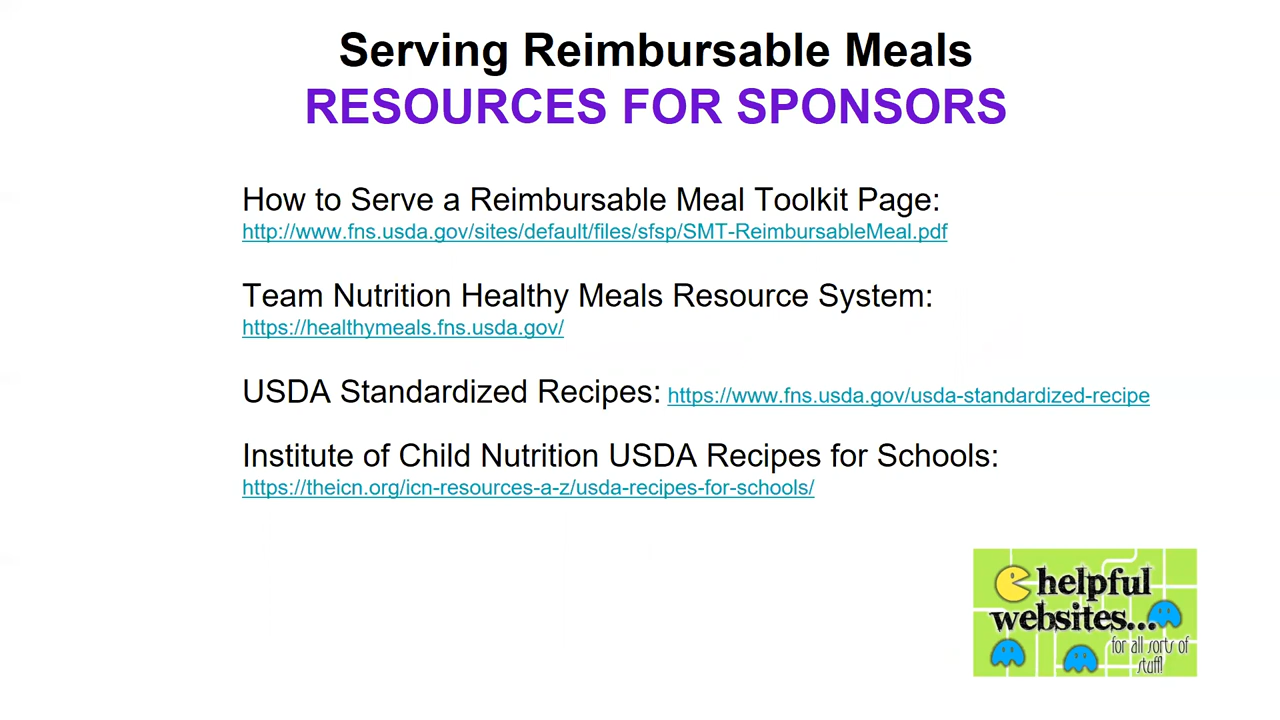 Serving Reimbursable Meals
RESOURCES FOR SPONSORS
How to Serve a Reimbursable Meal Toolkit Page:
http://www.fns.usda.gov/sites/default/files/sfsp/SMT-ReimbursableMeal.pdf
Team Nutrition Healthy Meals Resource System:
https://healthymeals.fns.usda.gov/
USDA Standardized Recipes: https://www.fns.usda.gov/usda-standardized-recipe
Institute of Child Nutrition USDA Recipes for Schools:
https://theicn.org/icn-resources-a-z/usda-recipes-for-schools/
helpful
websites...
for all sorts of
stuff!